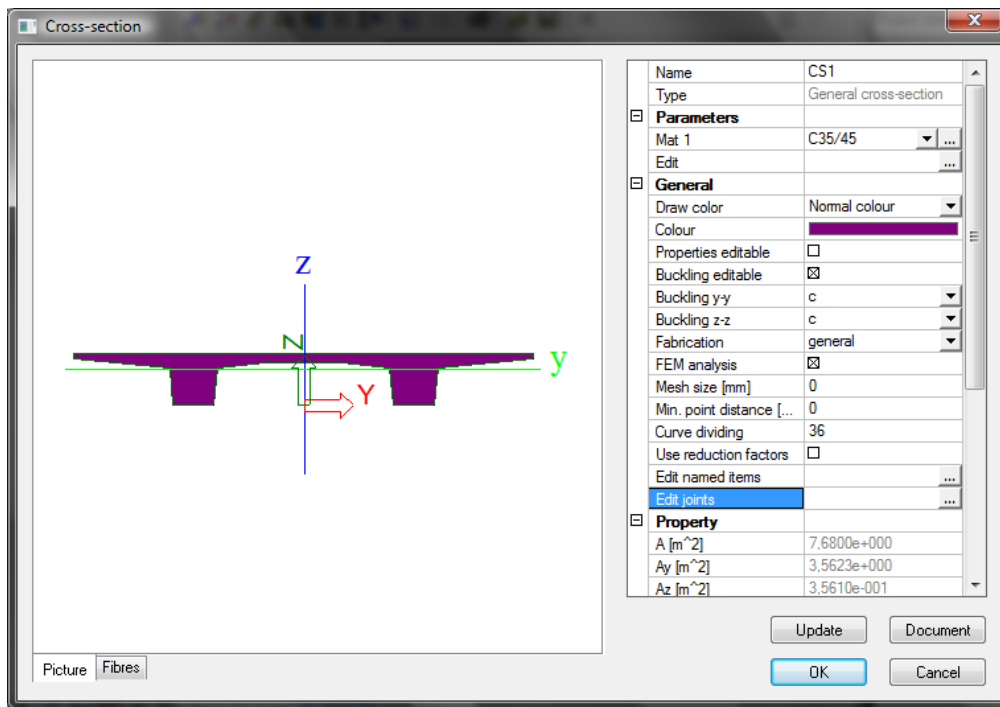 Cross-section
z
N
y
Y
Picture Fibres
Name CS1
Type General cross-section
Parameters
Mat 1 C35/45 ...
Edit ...
General
Draw color Normal colour
Colour
Properties editable
Buckling editable
Buckling y-y c
Buckling z-z c
Fabrication general
FEM analysis
Mesh size [mm] 0
Min. point distance [... 0
Curve dividing 36
Use reduction factors
Edit named items ...
Edit joints ...
Property
A [m^2] 7,6800e+000
Ay [m^2] 3,5623e+000
Az [m^2] 3,5610e-001
Update Document
OK Cancel